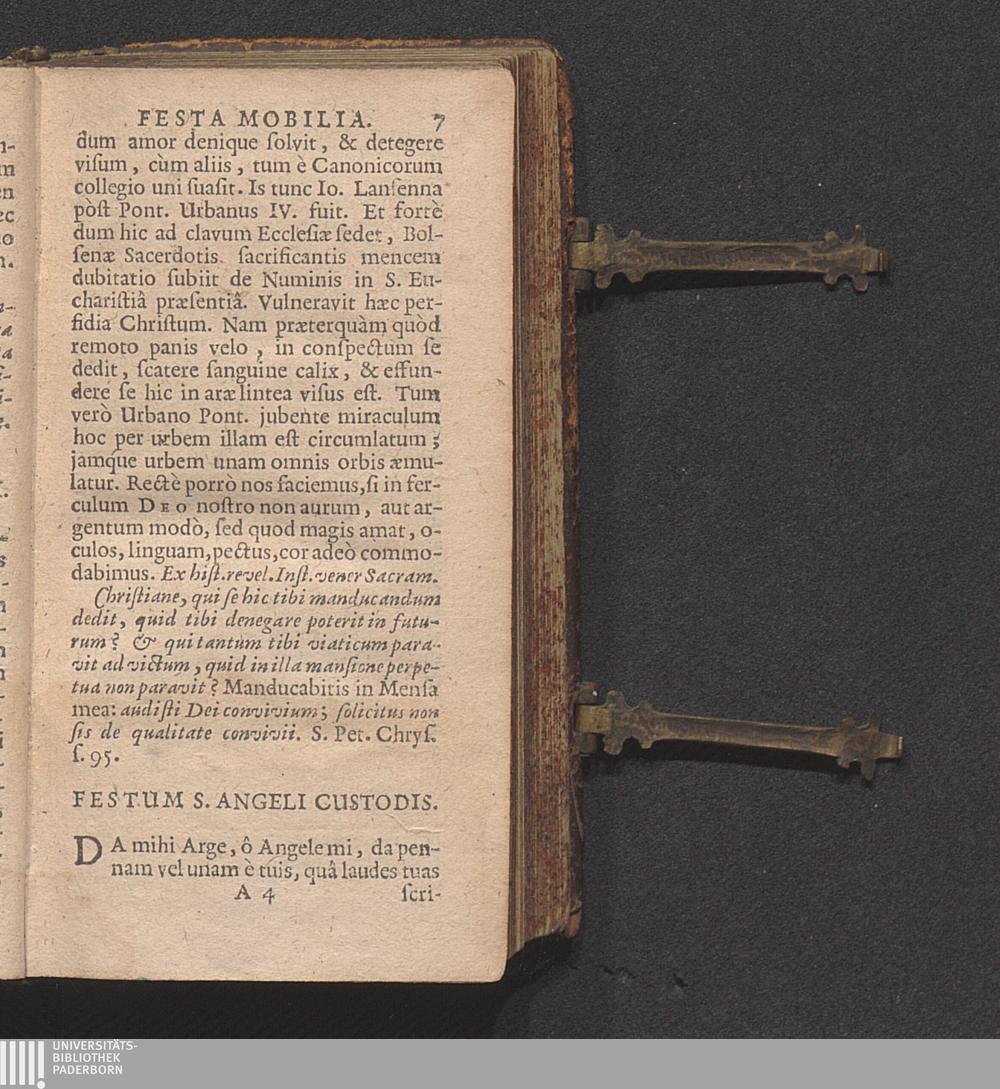 FESTA MOBILIA. 7
dum amor denique ſolvit, & detegere
viſum, cùm aliis, tum è Canonicorum
collegio uni ſuaſit. Is tunc Io. Lanſenna
pòſt Pont. Urbanus IV. fuit. Et fortè
dum hic ad clavum Eccleſiæ ſedet, Bol-
ſenæ Sacerdotis ſacrificantis mencem
dubitatio ſubiit de Numinis in S. Eu-
chariſtiâ præſentiâ. Vulneravit hæc per-
fidia Chriſtum. Nam præterquàm quòd
remoto panis velo, in conſpectum ſe
dedit, ſcatere ſanguine calix, & effun-
dere ſe hic in aræ lintea viſus eſt. Tum
verò Urbano Pont. jubente miraculum
hoc per urbem illam eſt circumlatum;
jamque urbem unam omnis orbis æmu-
latur. Rectè porrò nos faciemus, ſi in fer-
culum DEO noſtro non aurum, aut ar-
gentum modò, ſed quod magis amat, o-
culos, linguam, pectus, cor adeò commo-
dabimus. Ex hiſt. revel. Inſt. vener Sacram.
Chriſtiane, qui ſe hic tibi manducandum
dedit, quid tibi denegare poterit in futu-
rum? & qui tantum tibi viaticum para-
vit ad victum, quid in illa manſione perpe-
tua non paravit? Manducabitis in Menſa
mea: audiſti Dei convivium; ſolicitus non
ſis de qualitate convivii. S. Pet. Chryſ.
ſ. 95.
FESTUM S. ANGELI CUSTODIS.
DA mihi Arge, ô Angele mi, da pen-
nam vel unam è tuis, quâ laudes tuas
A 4 ſcri-
UNIVERSITÄTS-
BIBLIOTHEK
PADERBORN